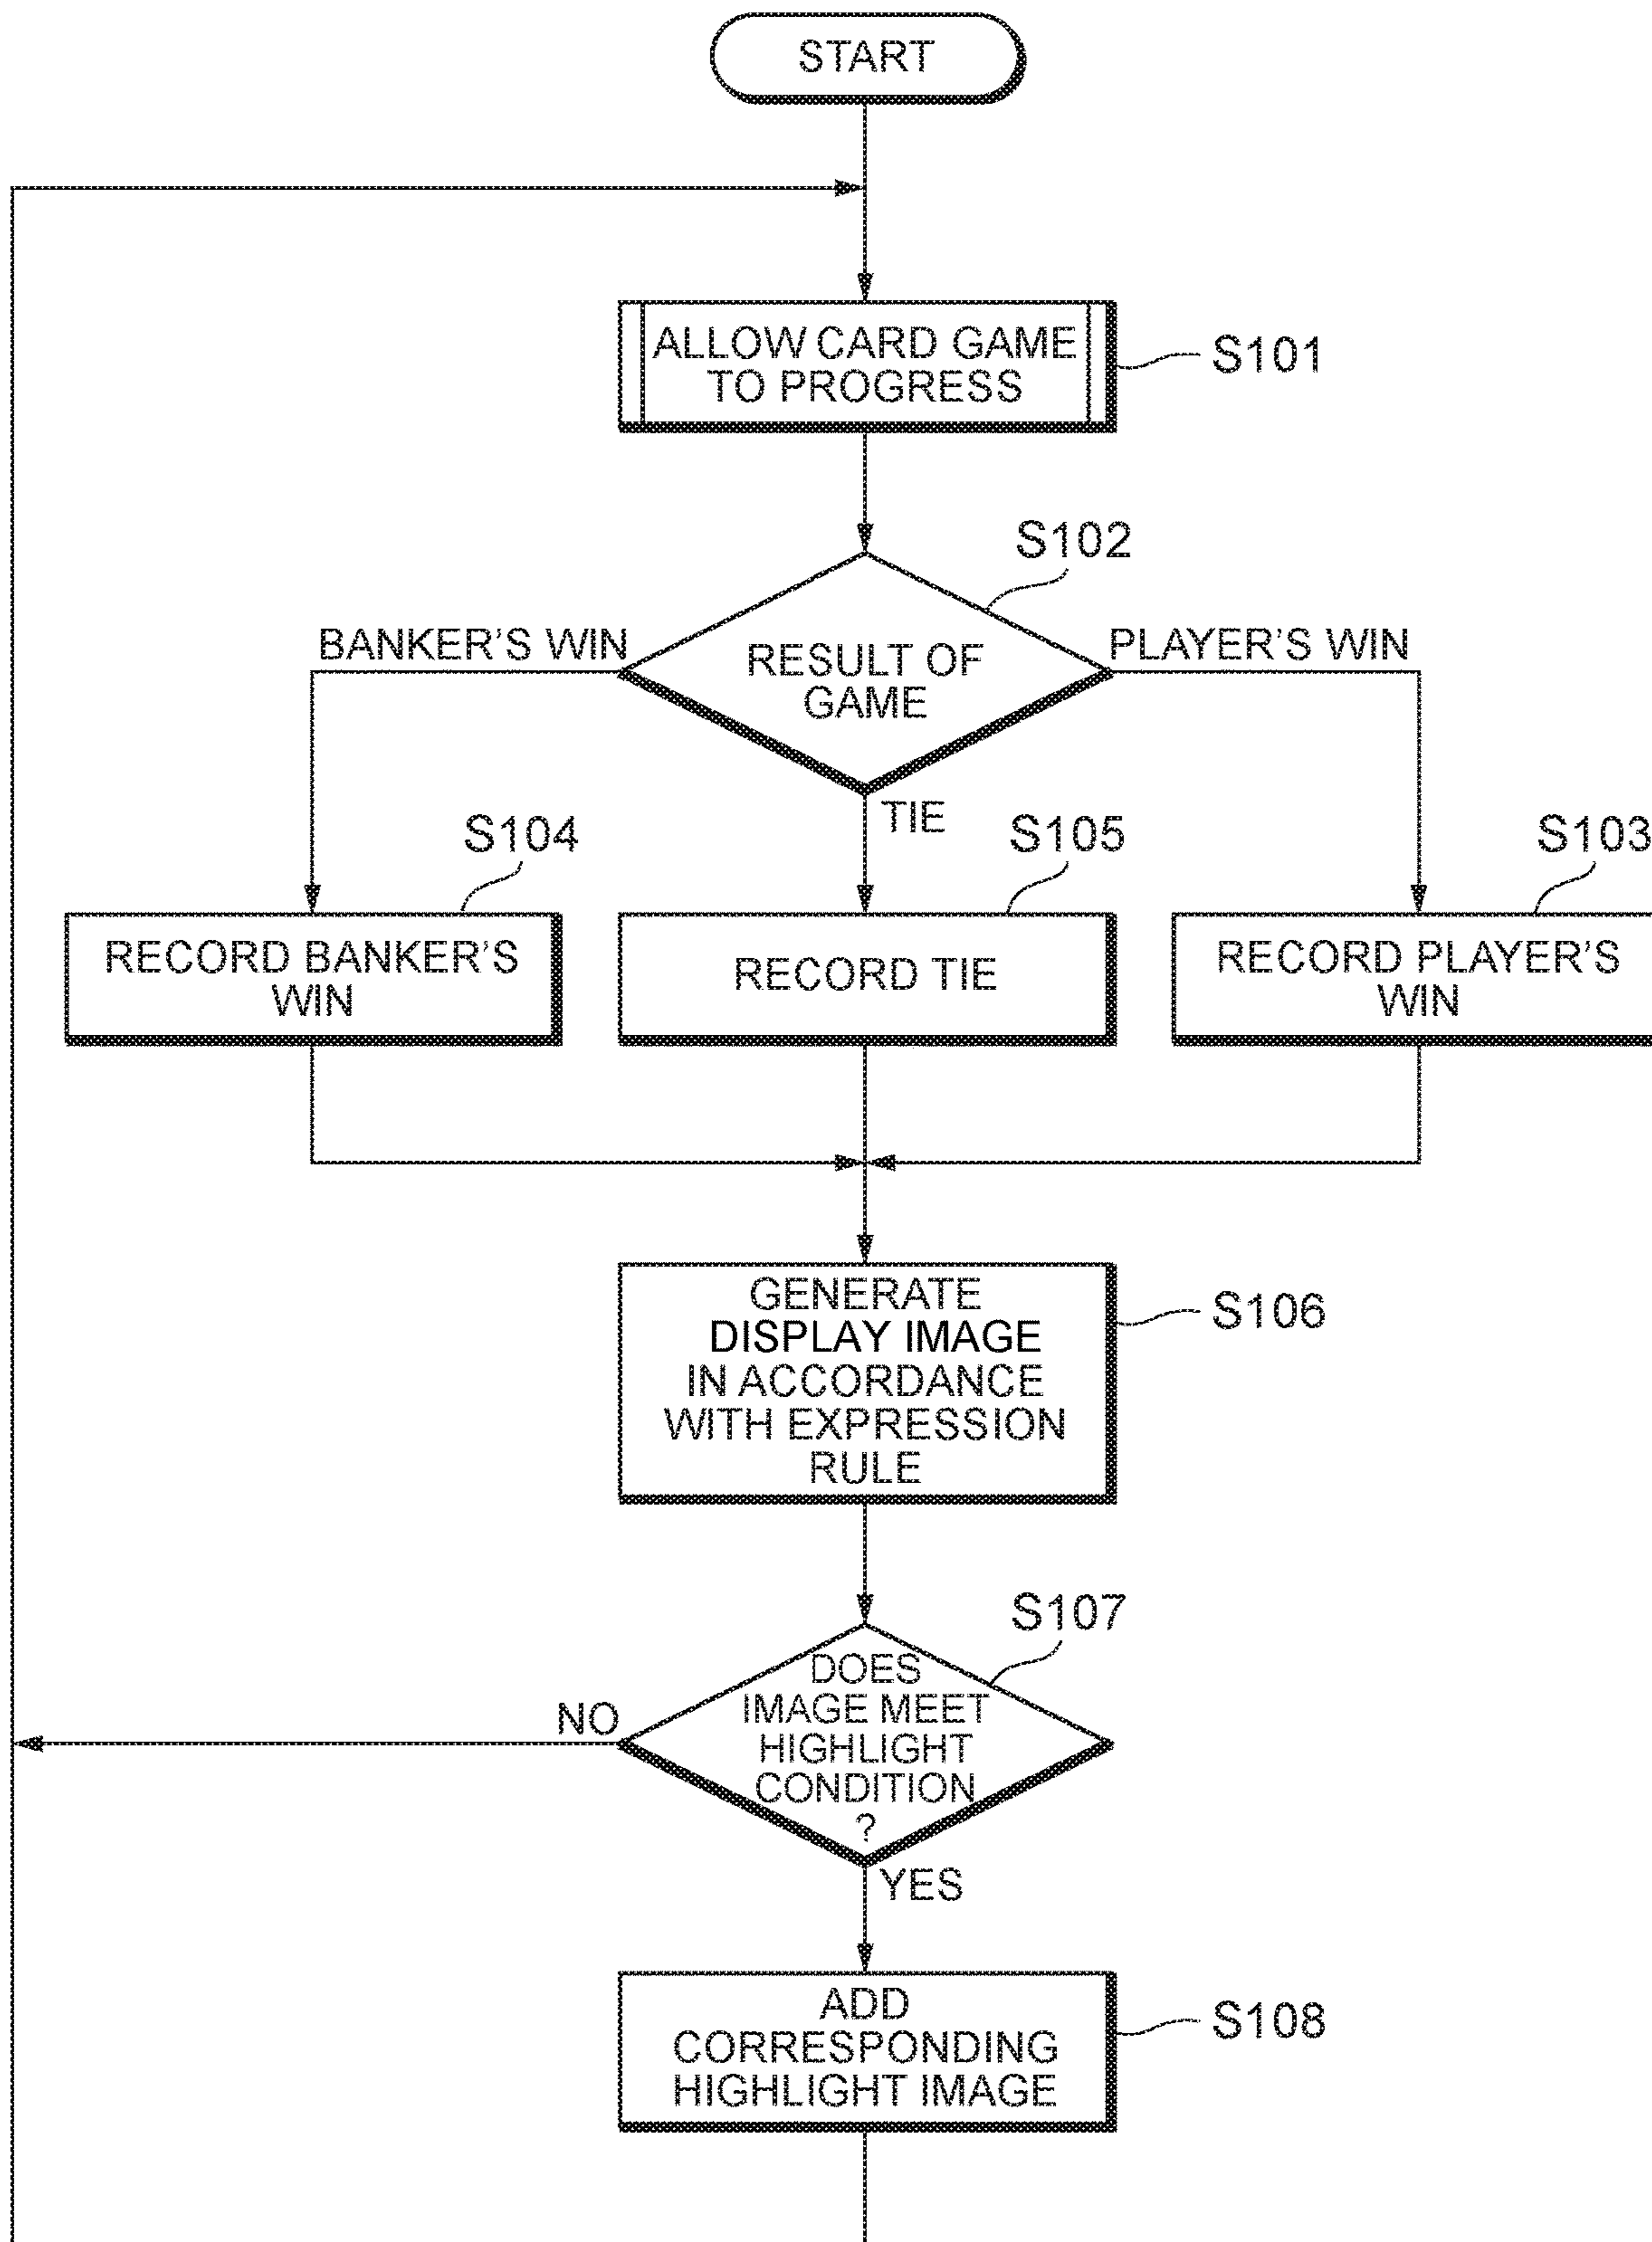 START
ALLOW CARD GAME
TO PROGRESS
S101
S102
BANKER'S WIN
RESULT OF
GAME
PLAYER'S WIN
TIE
S104
S105
S103
RECORD BANKER'S
WIN
RECORD TIE
RECORD PLAYER'S
WIN
GENERATE
DISPLAY IMAGE
IN ACCORDANCE
WITH EXPRESSION
RULE
S106
S107
DOES
IMAGE MEET
HIGHLIGHT
CONDITION
?
NO
YES
ADD
CORRESPONDING
HIGHLIGHT IMAGE
S108